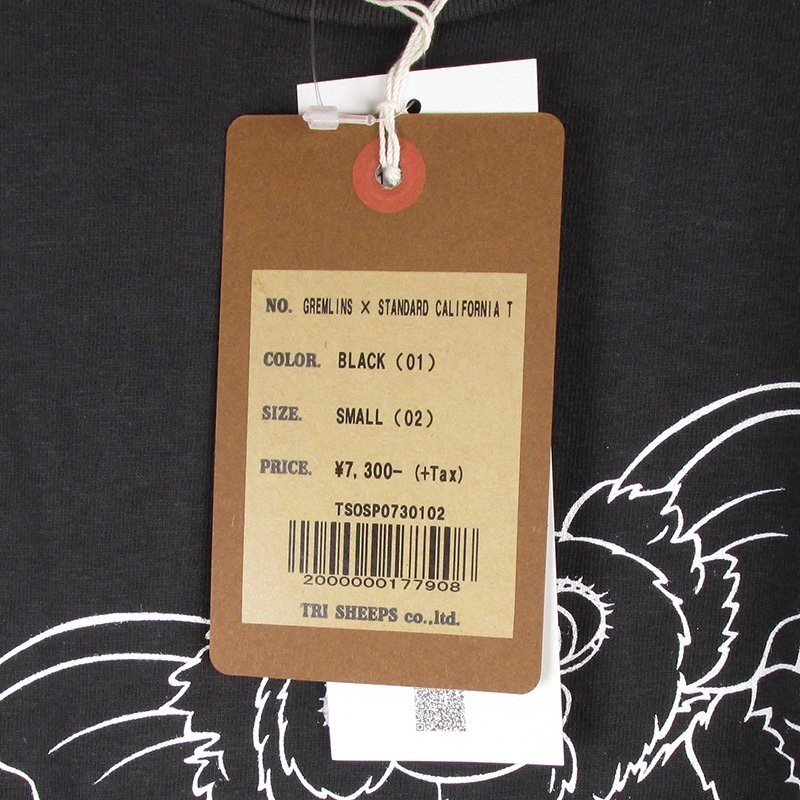 NO. GREMLINS × STANDARD CALIFORNIA T
COLOR. BLACK (01)
SIZE. SMALL (02)
PRICE. ¥7,300- (+Tax)
TSOSP0730102
2000000177908
TRI SHEEPS co.,ltd.